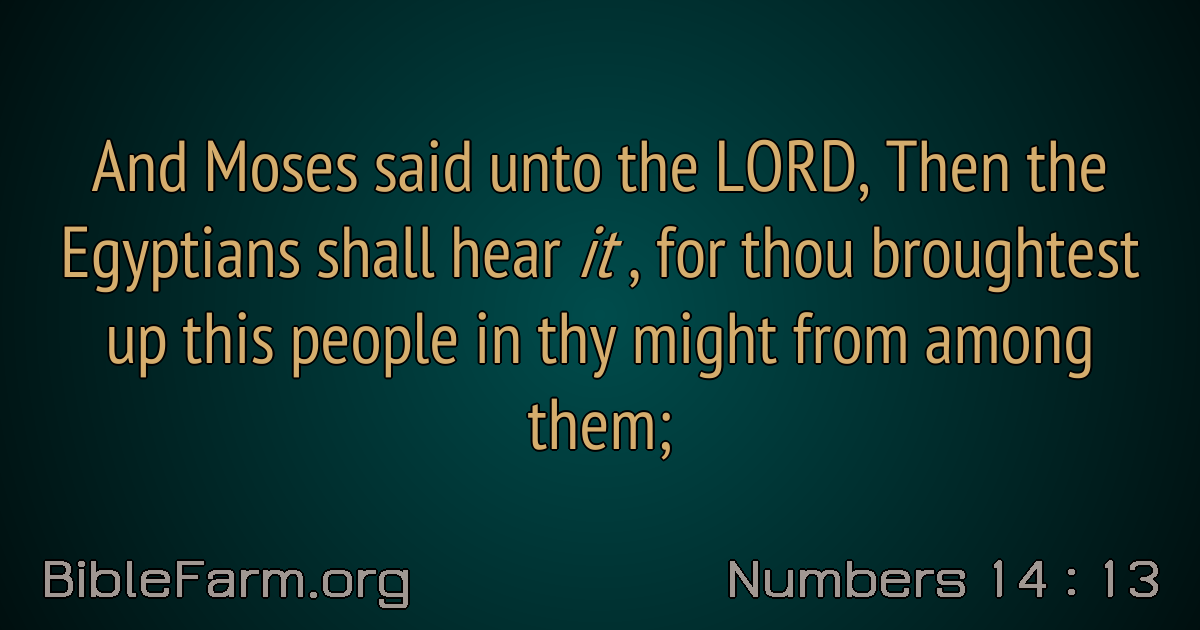 And Moses said unto the LORD, Then the
Egyptians shall hear it , for thou broughtest
up this people in thy might from among
them;
BibleFarm.org
Numbers 14 : 13